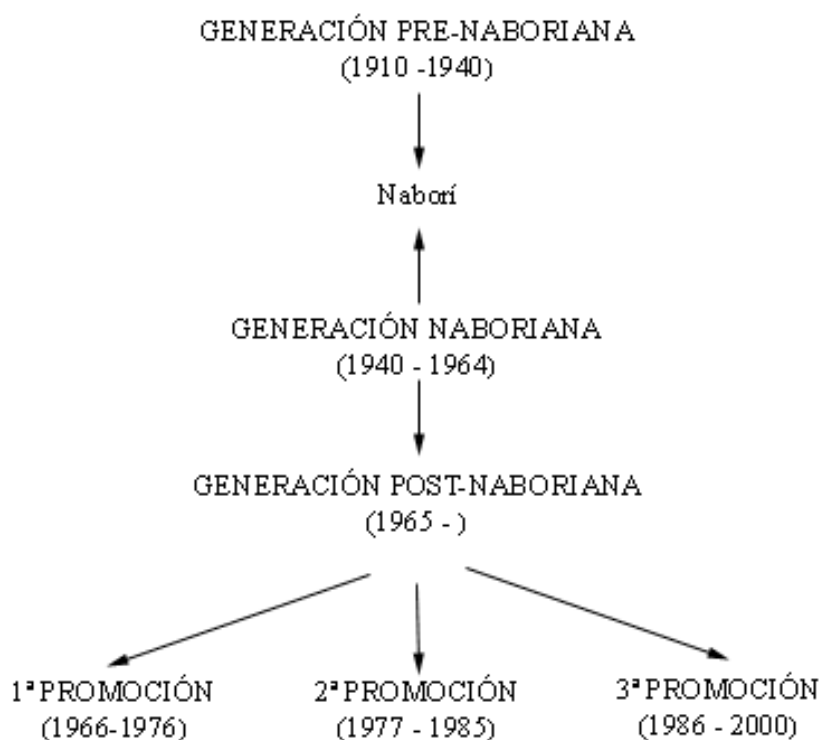 GENERACIÓN PRE-NABORIANA
(1910 -1940)
Naborí
GENERACIÓN NABORIANA
(1940 - 1964)
GENERACIÓN POST-NABORIANA
(1965 - )
1ª PROMOCIÓN
(1966-1976)
2ª PROMOCIÓN
(1977 - 1985)
3ª PROMOCIÓN
(1986 - 2000)